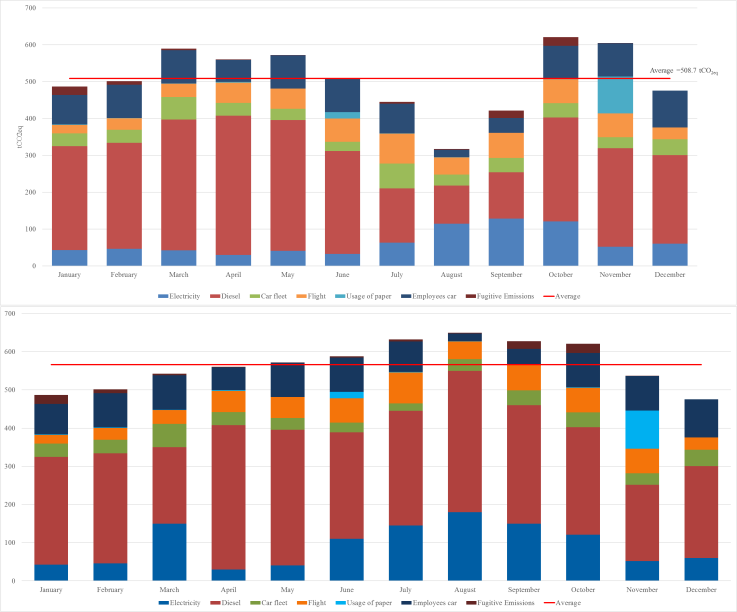 700
600
500
400
300
200
100
0
tCO2eq
Average =508.7 tCO2eq
January February March April May June July August September October November December
Electricity Diesel Car fleet Flight Usage of paper Employees car Fugitive Emissions Average
700
600
500
400
300
200
100
0
January February March April May June July August September October November December
Electricity Diesel Car fleet Flight Usage of paper Employees car Fugitive Emissions Average